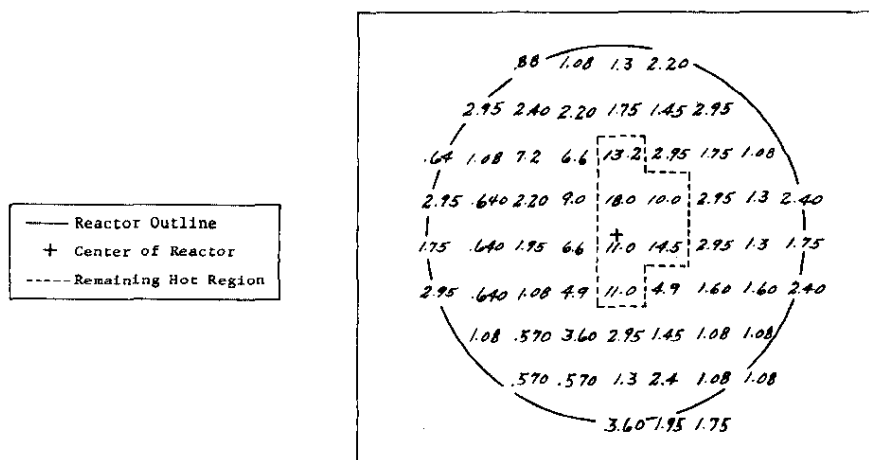 Reactor Outline
+ Center of Reactor
Remaining Hot Region
.88 1.08 1.3 2.20
2.95 2.40 2.20 1.75 1.45 2.95
.64 1.08 7.2 6.6 13.2 2.95 1.75 1.08
2.95 .640 2.20 9.0 18.0 10.0 2.95 1.3 2.40
1.75 .640 1.95 6.6 11.0 14.5 2.95 1.3 1.75
2.95 .640 1.08 4.9 11.0 4.9 1.60 1.60 2.40
1.08 .570 3.60 2.95 1.45 1.08 1.08
.570 .570 1.3 2.4 1.08 1.08
3.60 1.95 1.75